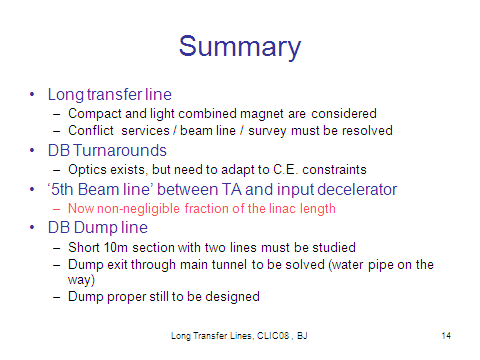 Summary
• Long transfer line
– Compact and light combined magnet are considered
– Conflict services / beam line / survey must be resolved
• DB Turnarounds
– Optics exists, but need to adapt to C.E. constraints
• ‘5th Beam line’ between TA and input decelerator
– Now non-negligible fraction of the linac length
• DB Dump line
– Short 10m section with two lines must be studied
– Dump exit through main tunnel to be solved (water pipe on the
way)
– Dump proper still to be designed
Long Transfer Lines, CLIC08 , BJ
14